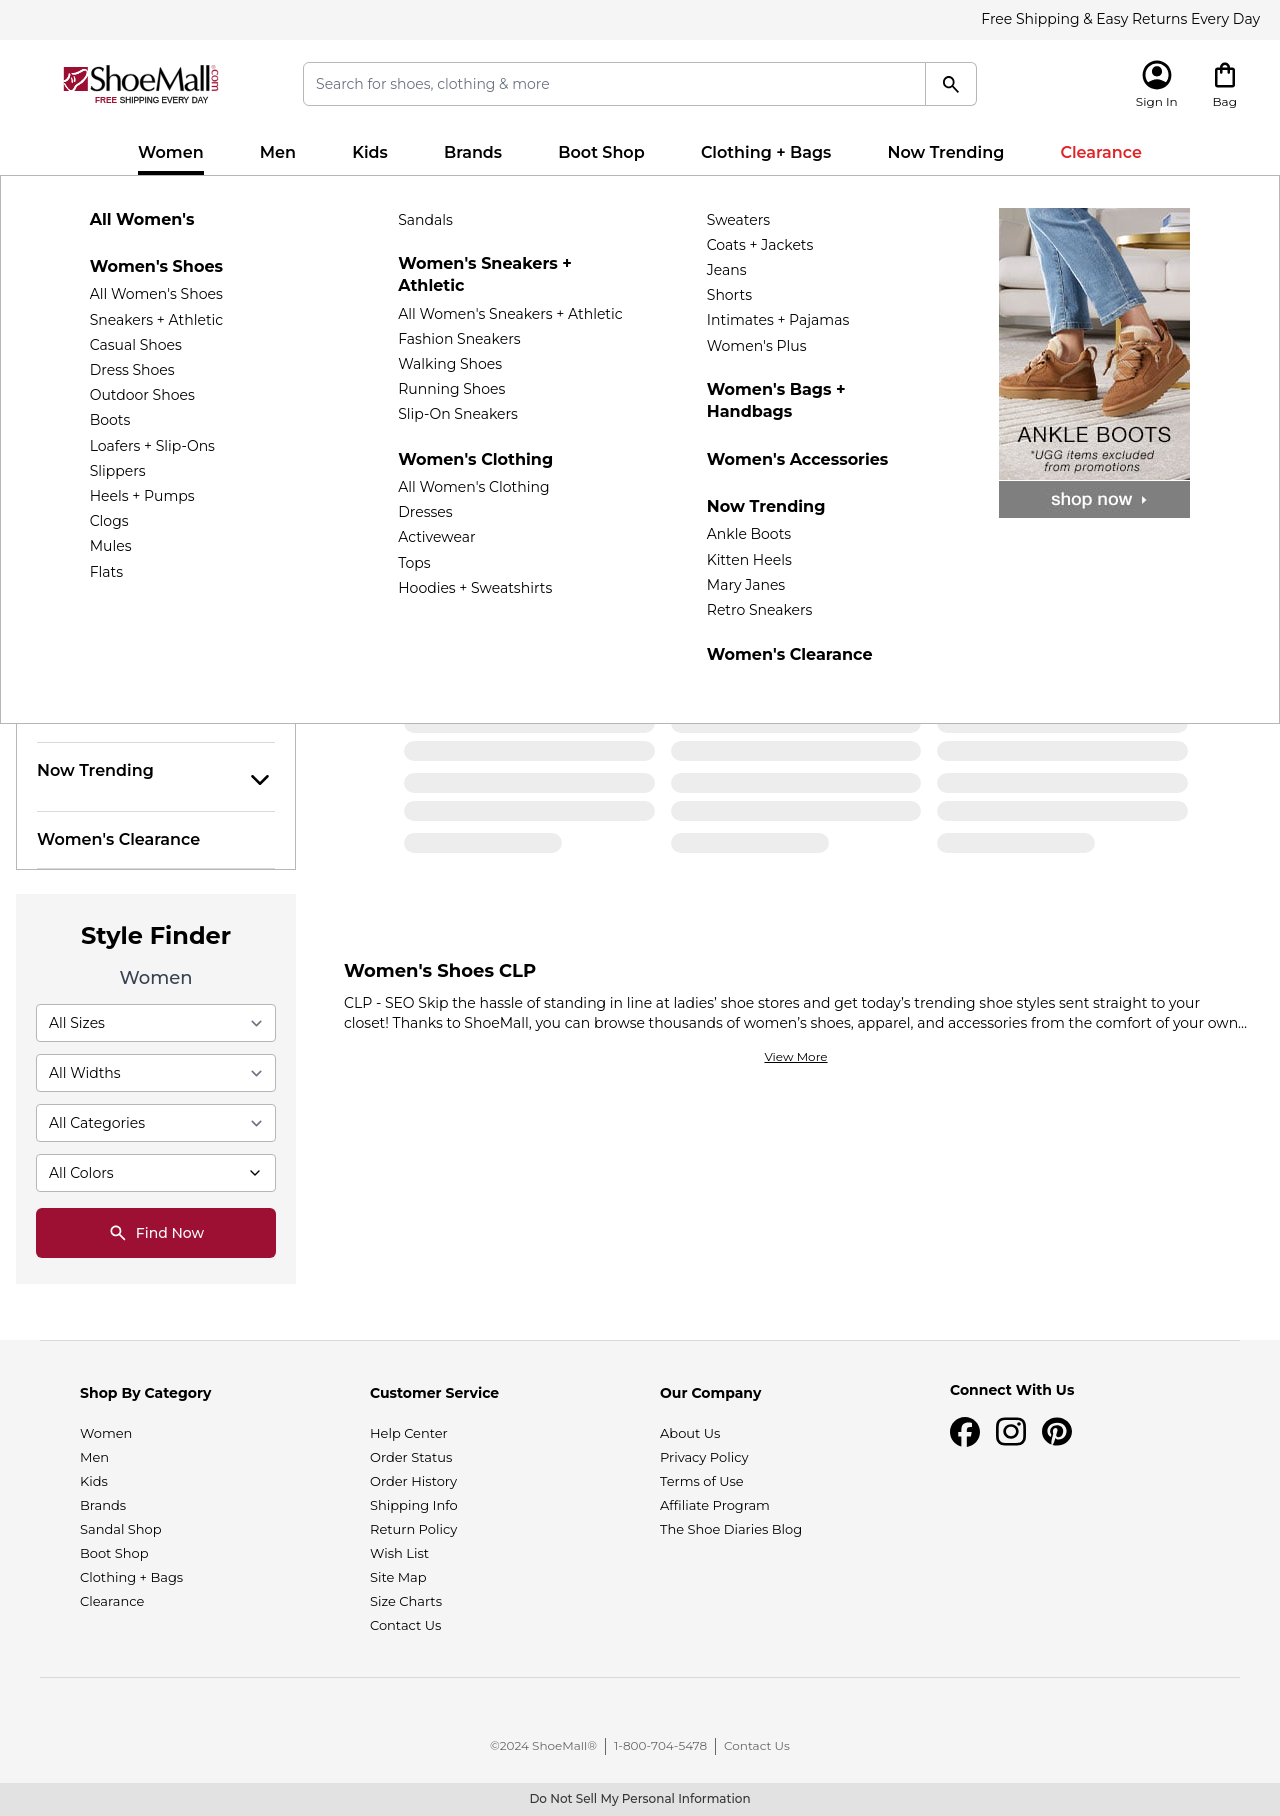 Free Shipping & Easy Returns Every Day
ShoeMall.com
FREE SHIPPING EVERY DAY
Search for shoes, clothing & more
Sign In
Bag
Women
Men
Kids
Brands
Boot Shop
Clothing + Bags
Now Trending
Clearance
All Women's
Women's Shoes
All Women's Shoes
Sneakers + Athletic
Casual Shoes
Dress Shoes
Outdoor Shoes
Boots
Loafers + Slip-Ons
Slippers
Heels + Pumps
Clogs
Mules
Flats
Sandals
Women's Sneakers +
Athletic
All Women's Sneakers + Athletic
Fashion Sneakers
Walking Shoes
Running Shoes
Slip-On Sneakers
Women's Clothing
All Women's Clothing
Dresses
Activewear
Tops
Hoodies + Sweatshirts
Sweaters
Coats + Jackets
Jeans
Shorts
Intimates + Pajamas
Women's Plus
Women's Bags +
Handbags
Women's Accessories
Now Trending
Ankle Boots
Kitten Heels
Mary Janes
Retro Sneakers
Women's Clearance
ANKLE BOOTS
*UGG items excluded
from promotions
shop now
Now Trending
Women's Clearance
Style Finder
Women
All Sizes
All Widths
All Categories
All Colors
Find Now
Women's Shoes CLP
CLP - SEO Skip the hassle of standing in line at ladies’ shoe stores and get today’s trending shoe styles sent straight to your
closet! Thanks to ShoeMall, you can browse thousands of women’s shoes, apparel, and accessories from the comfort of your own...
View More
Shop By Category
Women
Men
Kids
Brands
Sandal Shop
Boot Shop
Clothing + Bags
Clearance
Customer Service
Help Center
Order Status
Order History
Shipping Info
Return Policy
Wish List
Site Map
Size Charts
Contact Us
Our Company
About Us
Privacy Policy
Terms of Use
Affiliate Program
The Shoe Diaries Blog
Connect With Us
©2024 ShoeMall®
1-800-704-5478
Contact Us
Do Not Sell My Personal Information